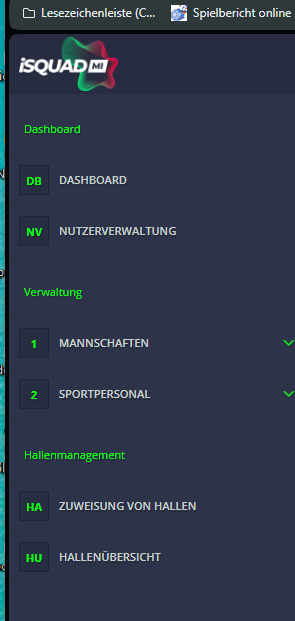 Lesezeichenleiste (C...
Spielbericht online
iSQUAD MI
Dashboard
DB DASHBOARD
NV NUTZERVERWALTUNG
Verwaltung
1 MANNSCHAFTEN
2 SPORTPERSONAL
Hallenmanagement
HA ZUWEISUNG VON HALLEN
HU HALLENÜBERSICHT